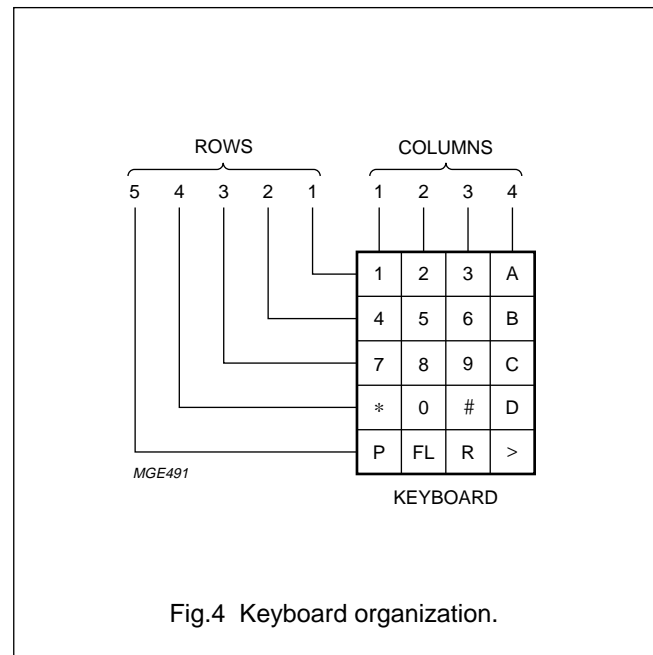 ROWS COLUMNS
5 4 3 2 1 1 2 3 4
1 2 3 A
4 5 6 B
7 8 9 C
* 0 # D
P FL R >
MGE491
KEYBOARD
Fig.4 Keyboard organization.